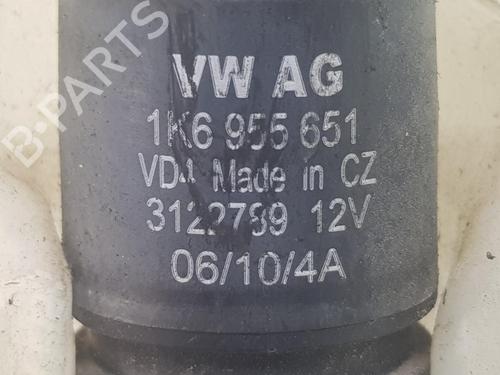 VW AG
1K6 955 651
VD4 Made in CZ
3122789 12V
06/10/4A
B-PARTS